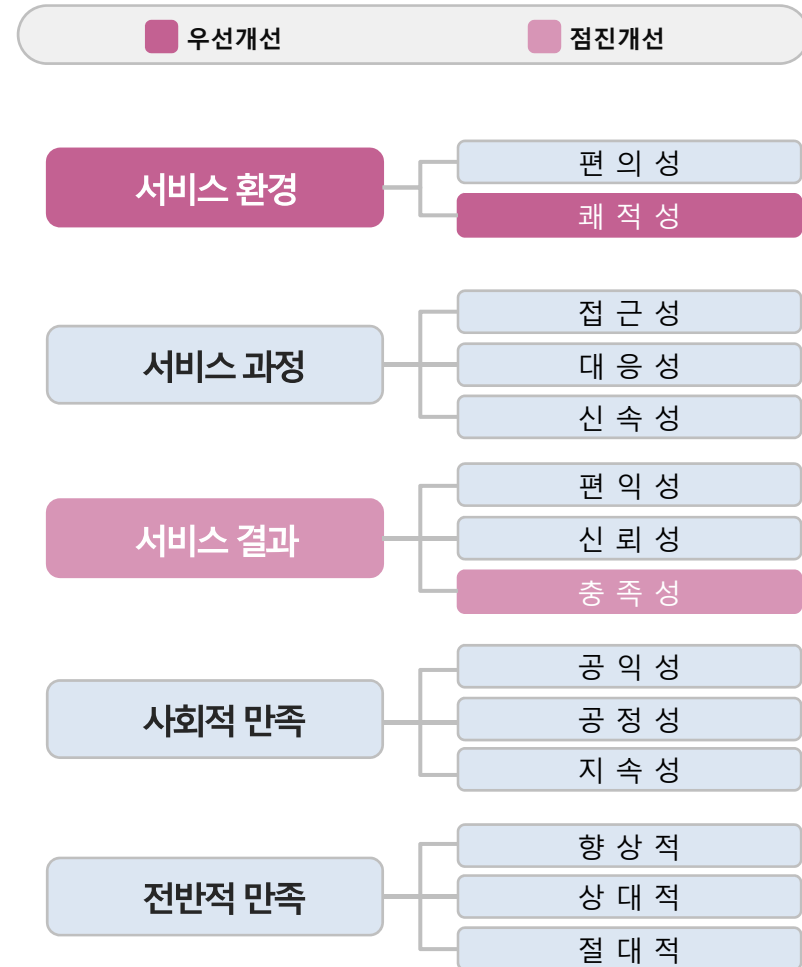 우선개선 점진개선
서비스 환경
편 의 성
쾌 적 성
서비스 과정
접 근 성
대 응 성
신 속 성
서비스 결과
편 익 성
신 뢰 성
충 족 성
사회적 만족
공 익 성
공 정 성
지 속 성
전반적 만족
향 상 적
상 대 적
절 대 적